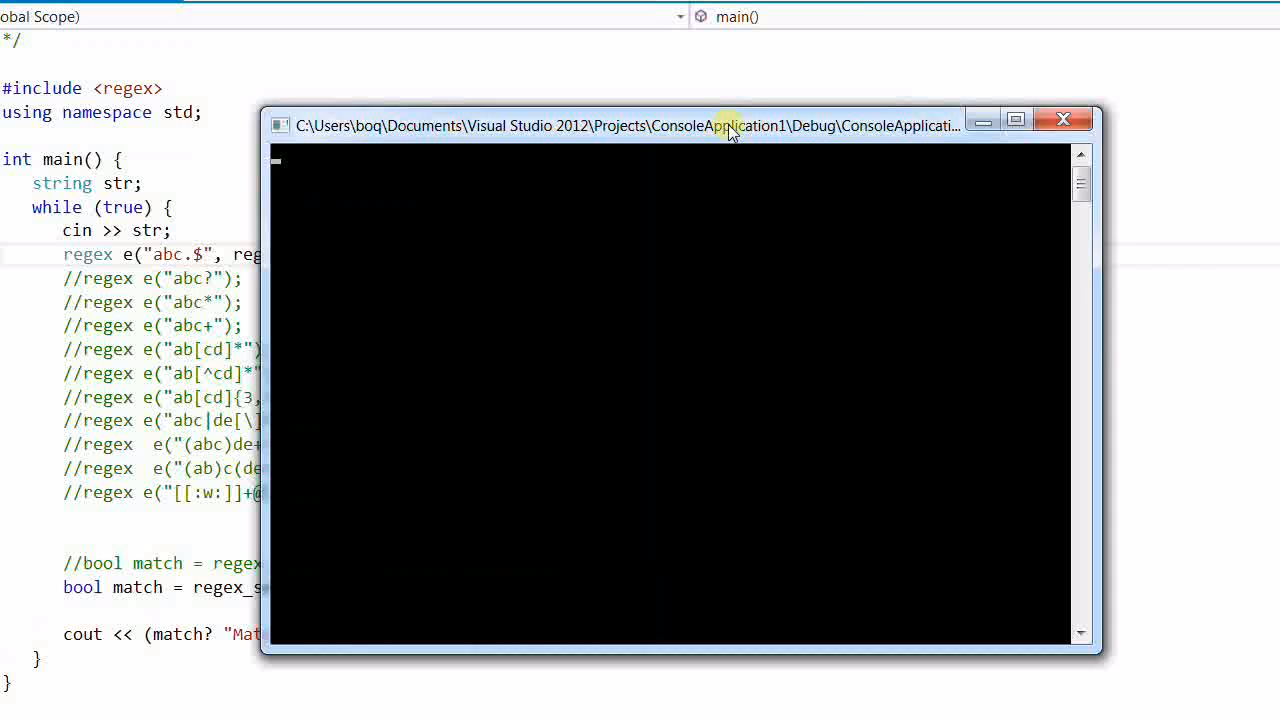 obal Scope)
main()
*/
#include <regex>
using namespace std;
C:\Users\boq\Documents\Visual Studio 2012\Projects\ConsoleApplication1\Debug\ConsoleApplicati...
int main() {
string str;
while (true) {
cin >> str;
regex e("abc.$", reg
//regex e("abc?");
//regex e("abc*");
//regex e("abc+");
//regex e("ab[cd]*")
//regex e("ab[^cd]*"
//regex e("ab[cd]{3,
//regex e("abc|de[\]
//regex  e("(abc)de+
//regex  e("(ab)c(de
//regex e("[[:w:]]+@
//bool match = regex
bool match = regex_s
cout << (match? "Mat
}
}